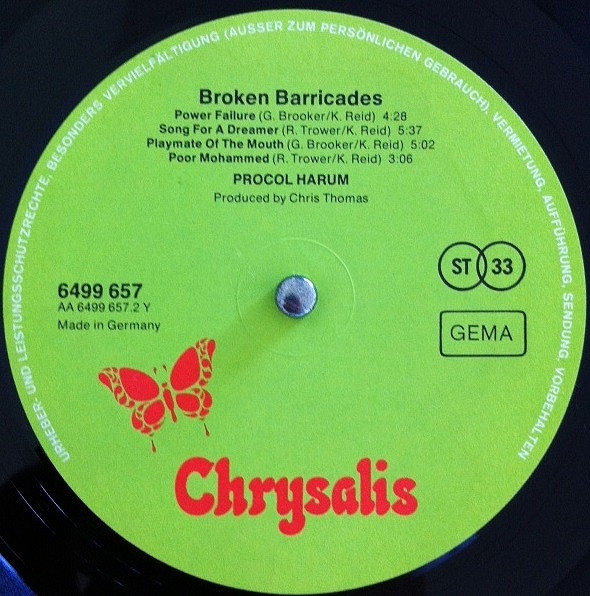 URHEBER- UND LEISTUNGSSCHUTZRECHTE, BESONDERS VERVIELFÄLTIGUNG (AUSSER ZUM PERSÖNLICHEN GEBRAUCH), VERMIETUNG, AUFFÜHRUNG, SENDUNG, VORBEHALTEN
Broken Barricades
Power Failure (G. Brooker/K. Reid) 4:28
Song For A Dreamer (R. Trower/K. Reid) 5:37
Playmate Of The Mouth (G. Brooker/K. Reid) 5:02
Poor Mohammed (R. Trower/K. Reid) 3:06
PROCOL HARUM
Produced by Chris Thomas
ST 33
6499 657
AA 6499 657.2 Y
Made in Germany
GEMA
Chrysalis